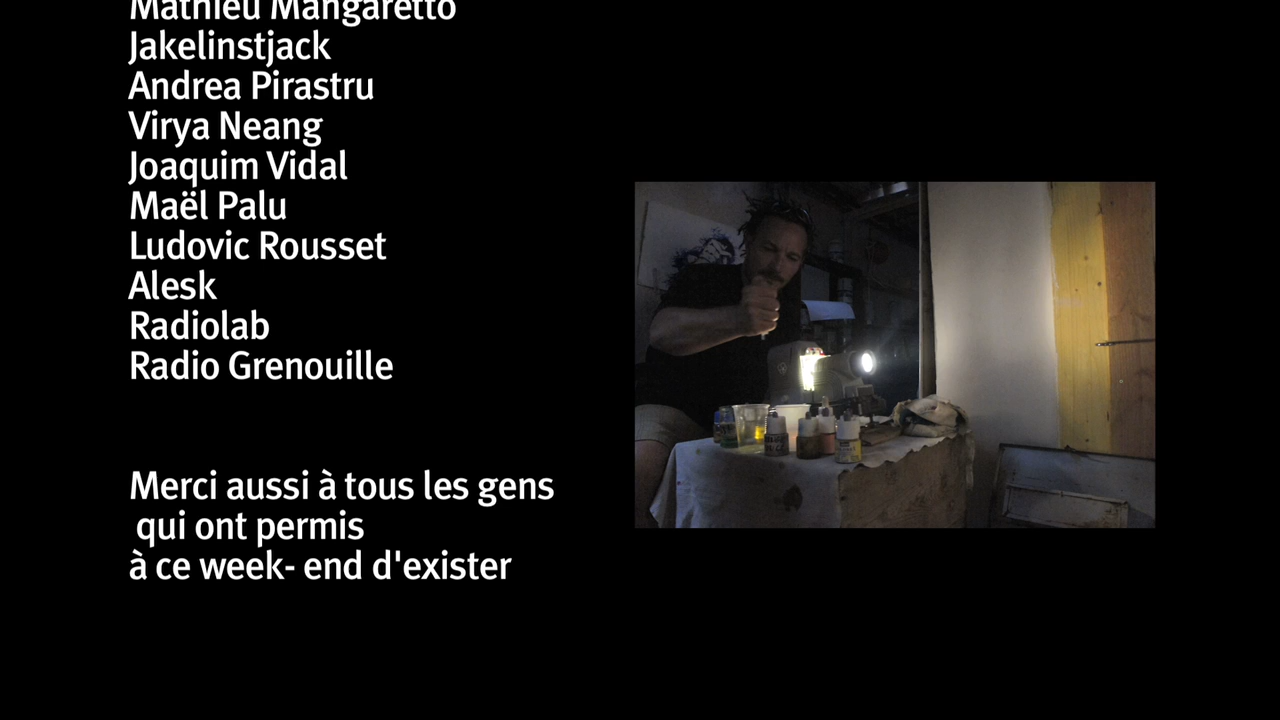 Mathieu Mangaretto
Jakelinstjack
Andrea Pirastru
Virya Neang
Joaquim Vidal
Maël Palu
Ludovic Rousset
Alesk
Radiolab
Radio Grenouille
Merci aussi à tous les gens
qui ont permis
à ce week- end d'exister